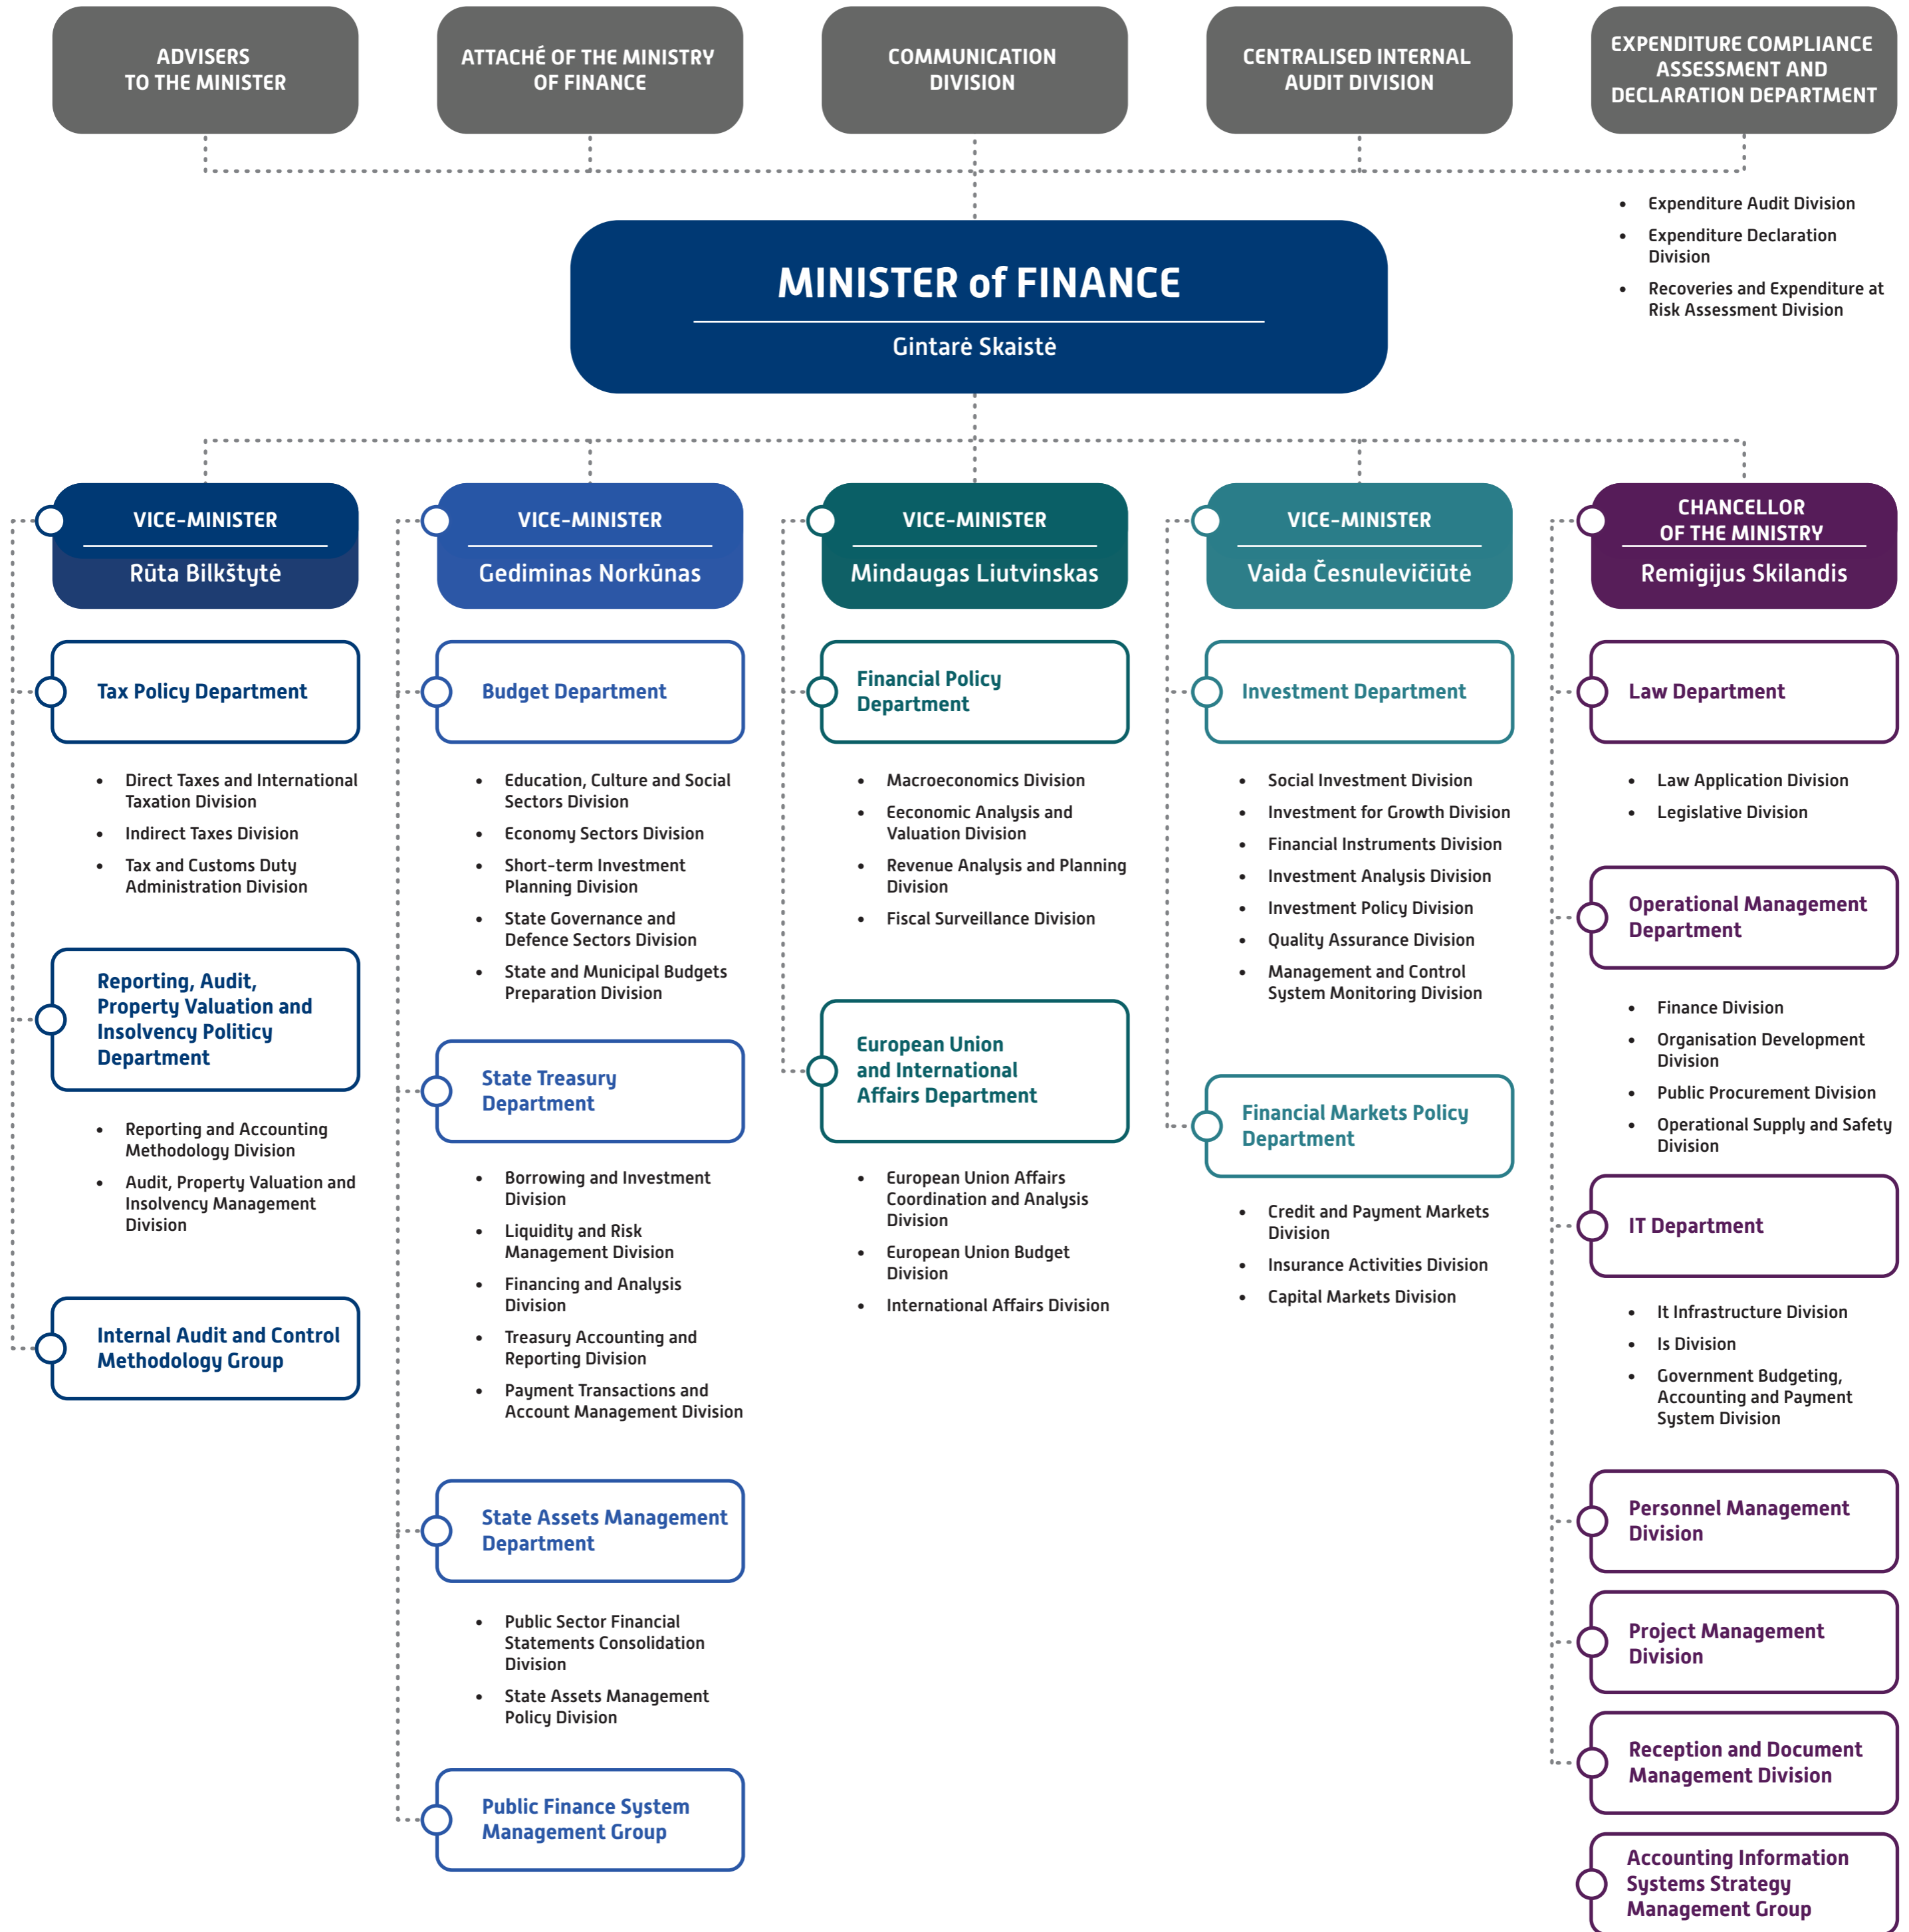 ADVISERS
TO THE MINISTER
ATTACHÉ OF THE MINISTRY
OF FINANCE
COMMUNICATION
DIVISION
CENTRALISED INTERNAL
AUDIT DIVISION
EXPENDITURE COMPLIANCE
ASSESSMENT AND
DECLARATION DEPARTMENT
• Expenditure Audit Division
• Expenditure Declaration
Division
• Recoveries and Expenditure at
Risk Assessment Division
MINISTER of FINANCE
Gintarė Skaistė
VICE-MINISTER
Rūta Bilkštytė
Tax Policy Department
• Direct Taxes and International
Taxation Division
• Indirect Taxes Division
• Tax and Customs Duty
Administration Division
Reporting, Audit,
Property Valuation and
Insolvency Politicy
Department
• Reporting and Accounting
Methodology Division
• Audit, Property Valuation and
Insolvency Management
Division
Internal Audit and Control
Methodology Group
VICE-MINISTER
Gediminas Norkūnas
Budget Department
• Education, Culture and Social
Sectors Division
• Economy Sectors Division
• Short-term Investment
Planning Division
• State Governance and
Defence Sectors Division
• State and Municipal Budgets
Preparation Division
State Treasury
Department
• Borrowing and Investment
Division
• Liquidity and Risk
Management Division
• Financing and Analysis
Division
• Treasury Accounting and
Reporting Division
• Payment Transactions and
Account Management Division
State Assets Management
Department
• Public Sector Financial
Statements Consolidation
Division
• State Assets Management
Policy Division
Public Finance System
Management Group
VICE-MINISTER
Mindaugas Liutvinskas
Financial Policy
Department
• Macroeconomics Division
• Eeconomic Analysis and
Valuation Division
• Revenue Analysis and Planning
Division
• Fiscal Surveillance Division
European Union
and International
Affairs Department
• European Union Affairs
Coordination and Analysis
Division
• European Union Budget
Division
• International Affairs Division
VICE-MINISTER
Vaida Česnulevičiūtė
Investment Department
• Social Investment Division
• Investment for Growth Division
• Financial Instruments Division
• Investment Analysis Division
• Investment Policy Division
• Quality Assurance Division
• Management and Control
System Monitoring Division
Financial Markets Policy
Department
• Credit and Payment Markets
Division
• Insurance Activities Division
• Capital Markets Division
CHANCELLOR
OF THE MINISTRY
Remigijus Skilandis
Law Department
• Law Application Division
• Legislative Division
Operational Management
Department
• Finance Division
• Organisation Development
Division
• Public Procurement Division
• Operational Supply and Safety
Division
IT Department
• It Infrastructure Division
• Is Division
• Government Budgeting,
Accounting and Payment
System Division
Personnel Management
Division
Project Management
Division
Reception and Document
Management Division
Accounting Information
Systems Strategy
Management Group